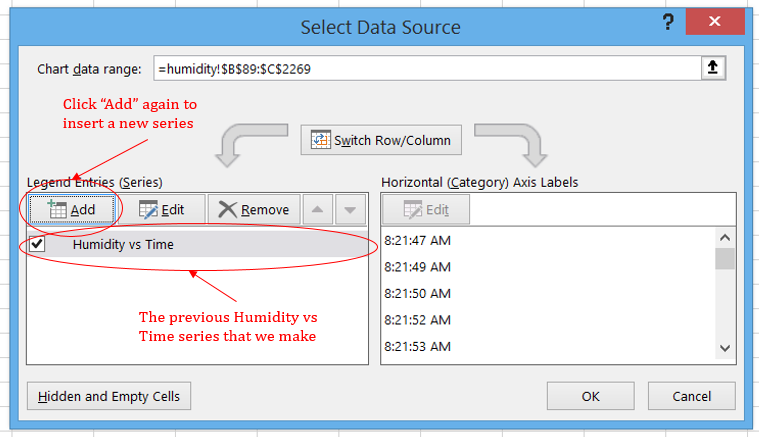 Select Data Source
?
Chart data range: =humidity!$B$89:$C$2269
Click “Add” again to
insert a new series
Switch Row/Column
Legend Entries (Series)
Horizontal (Category) Axis Labels
Add Edit Remove
Edit
Humidity vs Time
8:21:47 AM
8:21:49 AM
8:21:50 AM
8:21:52 AM
8:21:53 AM
The previous Humidity vs
Time series that we make
Hidden and Empty Cells
OK Cancel